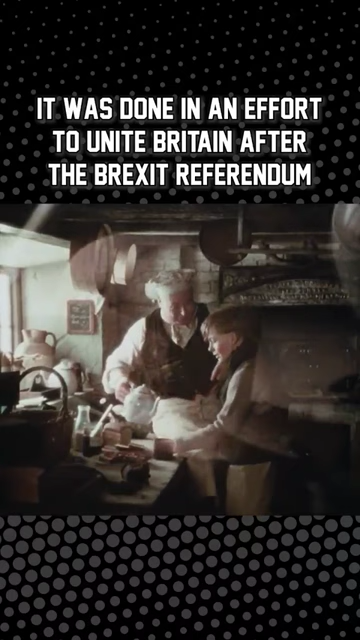 IT WAS DONE IN AN EFFORT
TO UNITE BRITAIN AFTER
THE BREXIT REFERENDUM